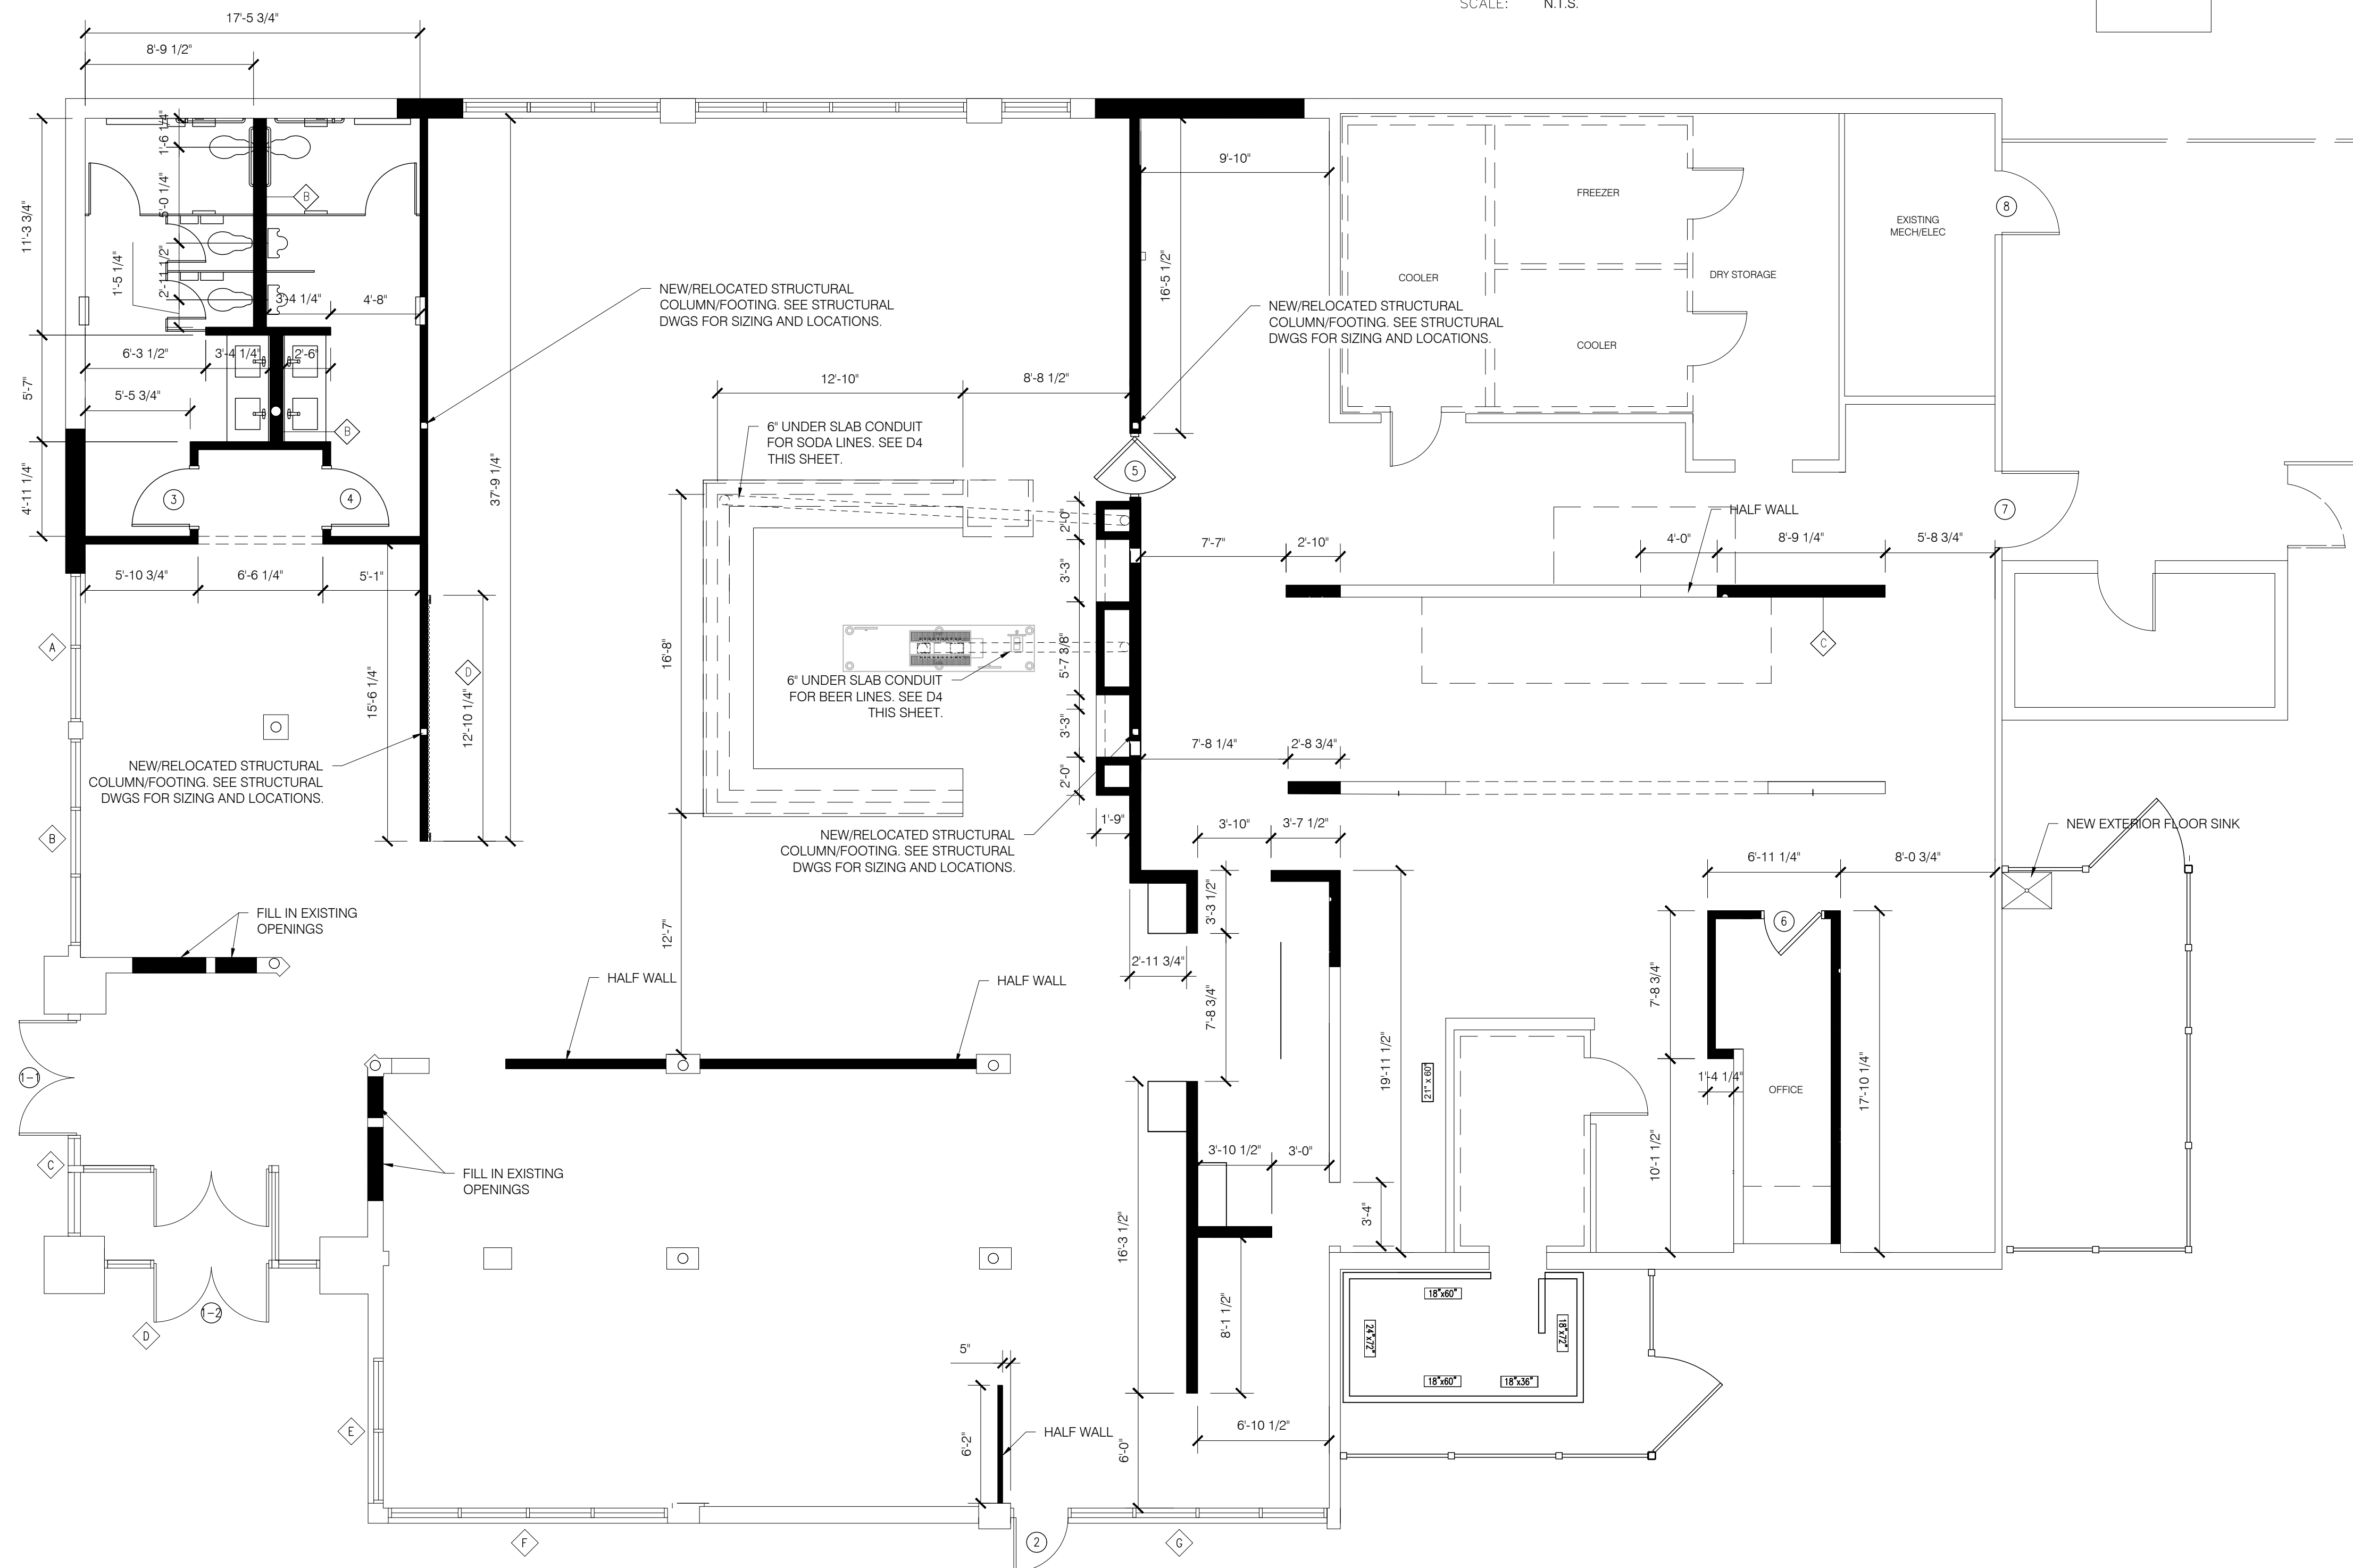 SCALE: N.T.S.
17'-5 3/4"
8'-9 1/2"
1'-6 1/4"
5'-0 1/4"
11'-3 3/4"
1'-5 1/4"
2'-11 1/2"
3'-4 1/4"
4'-8"
B
6'-3 1/2"
3'-4 1/4"
2'-6"
5'-7"
5'-5 3/4"
B
4'-11 1/4"
3
4
5'-10 3/4"
6'-6 1/4"
5'-1"
37'-9 1/4"
15'-6 1/4"
D
12'-10 1/4"
NEW/RELOCATED STRUCTURAL
COLUMN/FOOTING. SEE STRUCTURAL
DWGS FOR SIZING AND LOCATIONS.
12'-10"
8'-8 1/2"
6" UNDER SLAB CONDUIT
FOR SODA LINES. SEE D4
THIS SHEET.
16'-8"
6" UNDER SLAB CONDUIT
FOR BEER LINES. SEE D4
THIS SHEET.
2'-0"
3'-3"
5'-7 3/8"
3'-3"
2'-0"
1'-9"
NEW/RELOCATED STRUCTURAL
COLUMN/FOOTING. SEE STRUCTURAL
DWGS FOR SIZING AND LOCATIONS.
9'-10"
16'-5 1/2"
NEW/RELOCATED STRUCTURAL
COLUMN/FOOTING. SEE STRUCTURAL
DWGS FOR SIZING AND LOCATIONS.
5
COOLER
FREEZER
COOLER
DRY STORAGE
EXISTING
MECH/ELEC
8
7
HALF WALL
7'-7"
2'-10"
4'-0"
8'-9 1/4"
5'-8 3/4"
C
7'-8 1/4"
2'-8 3/4"
3'-10"
3'-7 1/2"
NEW EXTERIOR FLOOR SINK
6'-11 1/4"
8'-0 3/4"
6
A
B
NEW/RELOCATED STRUCTURAL
COLUMN/FOOTING. SEE STRUCTURAL
DWGS FOR SIZING AND LOCATIONS.
FILL IN EXISTING
OPENINGS
12'-7"
HALF WALL
HALF WALL
3'-3 1/2"
2'-11 3/4"
7'-8 3/4"
19'-11 1/2"
21" x 60"
7'-8 3/4"
1'-4 1/4"
OFFICE
17'-10 1/4"
10'-1 1/2"
1-1
C
FILL IN EXISTING
OPENINGS
3'-10 1/2"
3'-0"
3'-4"
16'-3 1/2"
8'-1 1/2"
1-2
D
18"x60"
24"x72"
18"x72"
18"x60"
18"x36"
5"
E
6'-2"
HALF WALL
6'-0"
6'-10 1/2"
F
2
G